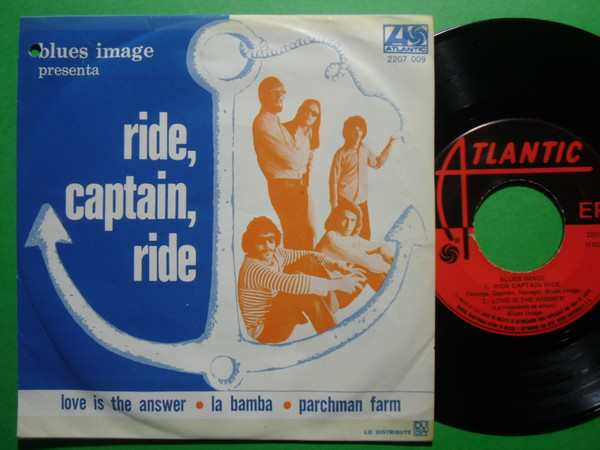 blues image
presenta
ATLANTIC
2207 009
ride,
captain,
ride
love is the answer • la bamba • parchman farm
LO DISTRIBUYE
ATLANTIC
EP
BLUES IMAGE
1. RIDE CAPTAIN RIDE
2. LOVE IS THE ANSWER